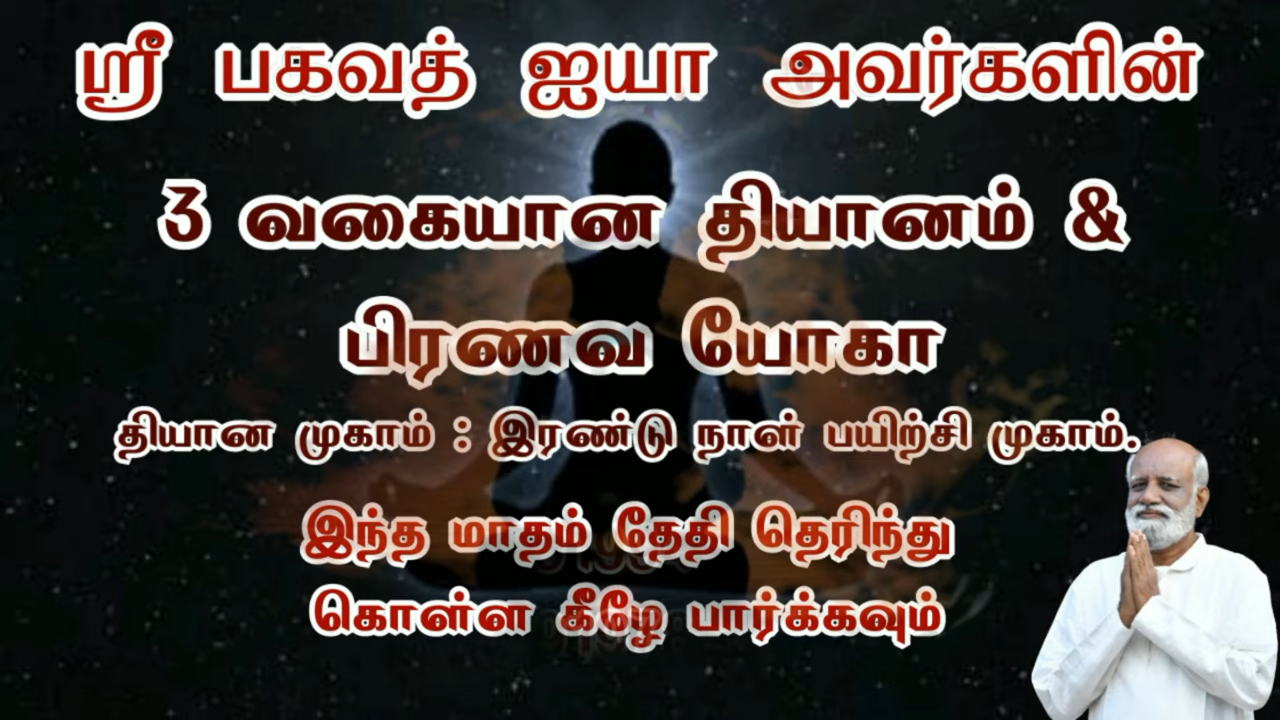 ஸ்ரீ பகவத் ஐயா அவர்களின்
3 வகையான தியானம் &
பிரணவ யோகா
தியான முகாம் : இரண்டு நாள் பயிற்சி முகாம்.
இந்த மாதம் தேதி தெரிந்து
கொள்ள கீழே பார்க்கவும்